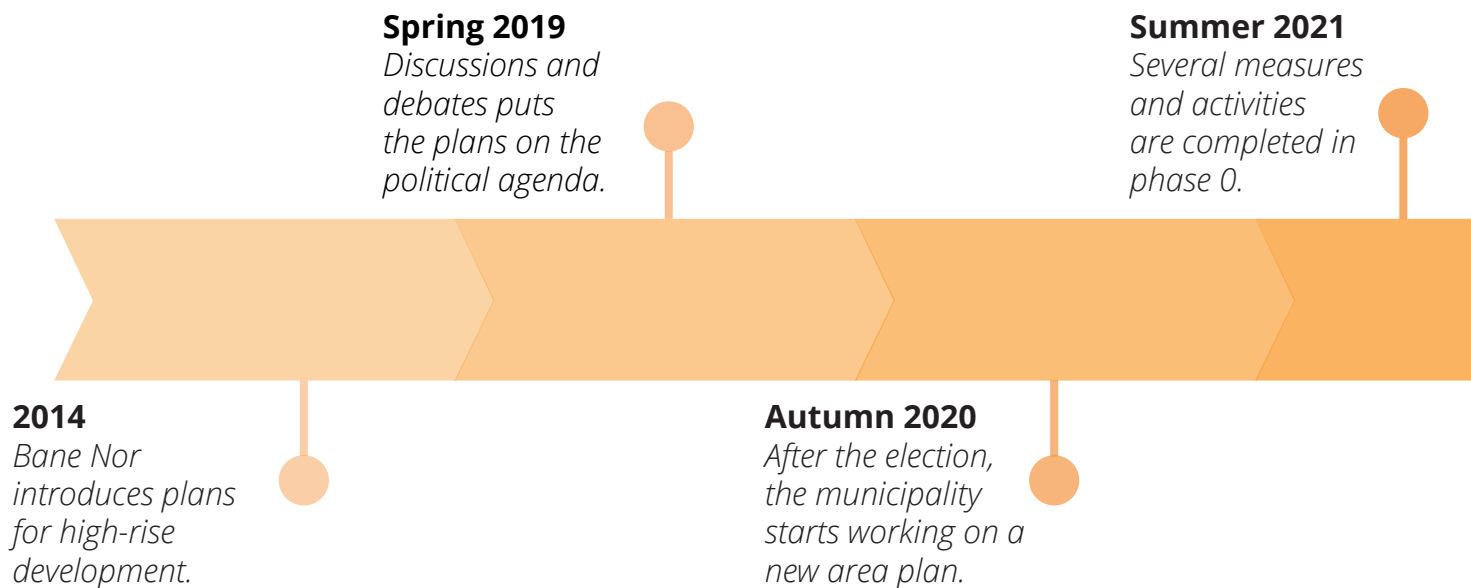 Spring 2019
Discussions and
debates puts
the plans on the
political agenda.
Summer 2021
Several measures
and activities
are completed in
phase 0.
2014
Bane Nor
introduces plans
for high-rise
development.
Autumn 2020
After the election,
the municipality
starts working on a
new area plan.